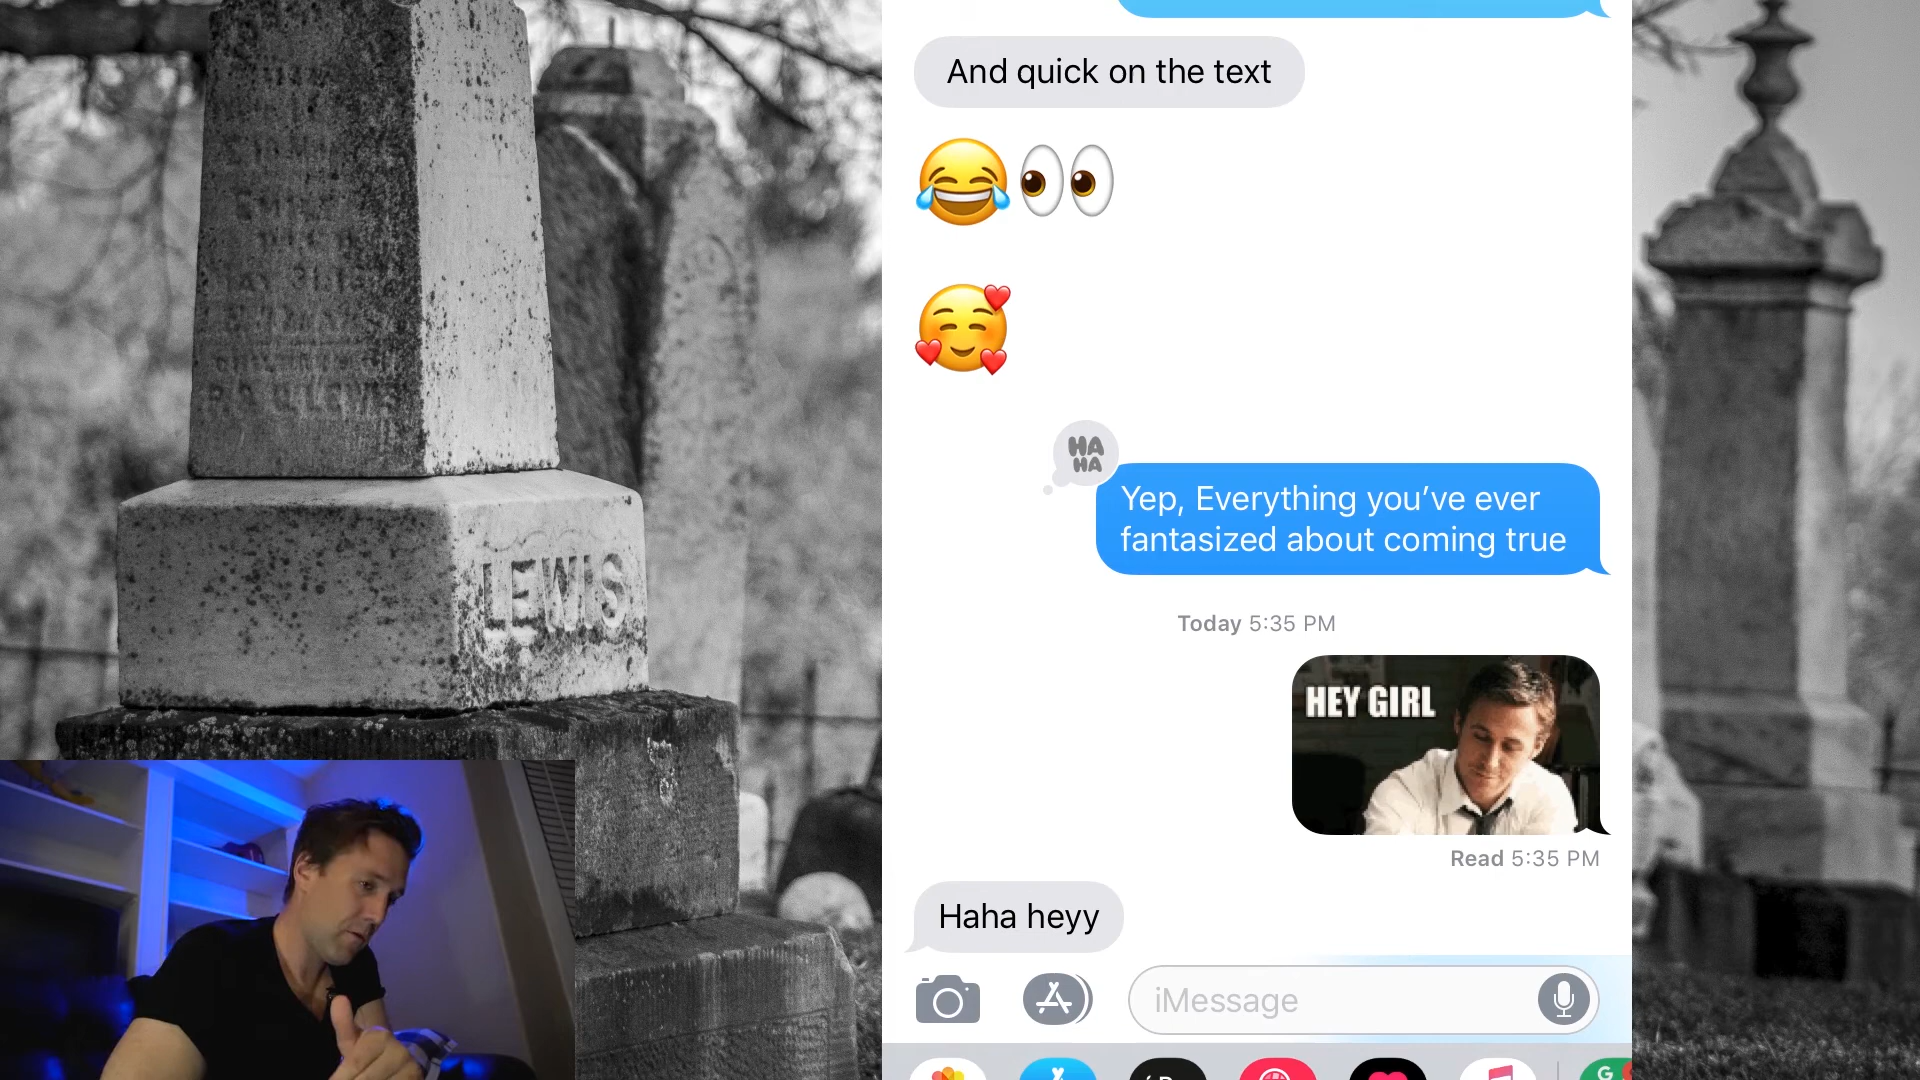 And quick on the text
😂👀
🥰
HA
HA
Yep, Everything you’ve ever
fantasized about coming true
Today 5:35 PM
HEY GIRL
Read 5:35 PM
Haha heyy
iMessage
LEWIS